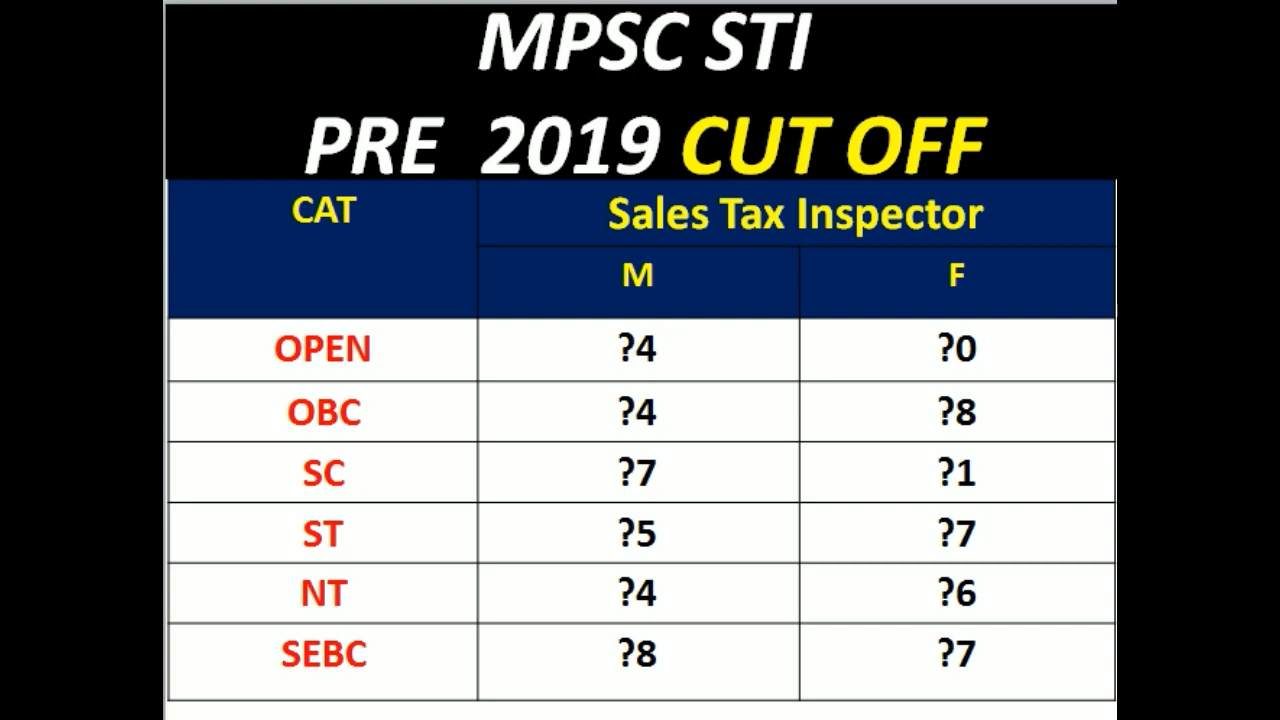 MPSC STI
PRE 2019 CUT OFF
CAT Sales Tax Inspector
M F
OPEN ?4 ?0
OBC ?4 ?8
SC ?7 ?1
ST ?5 ?7
NT ?4 ?6
SEBC ?8 ?7